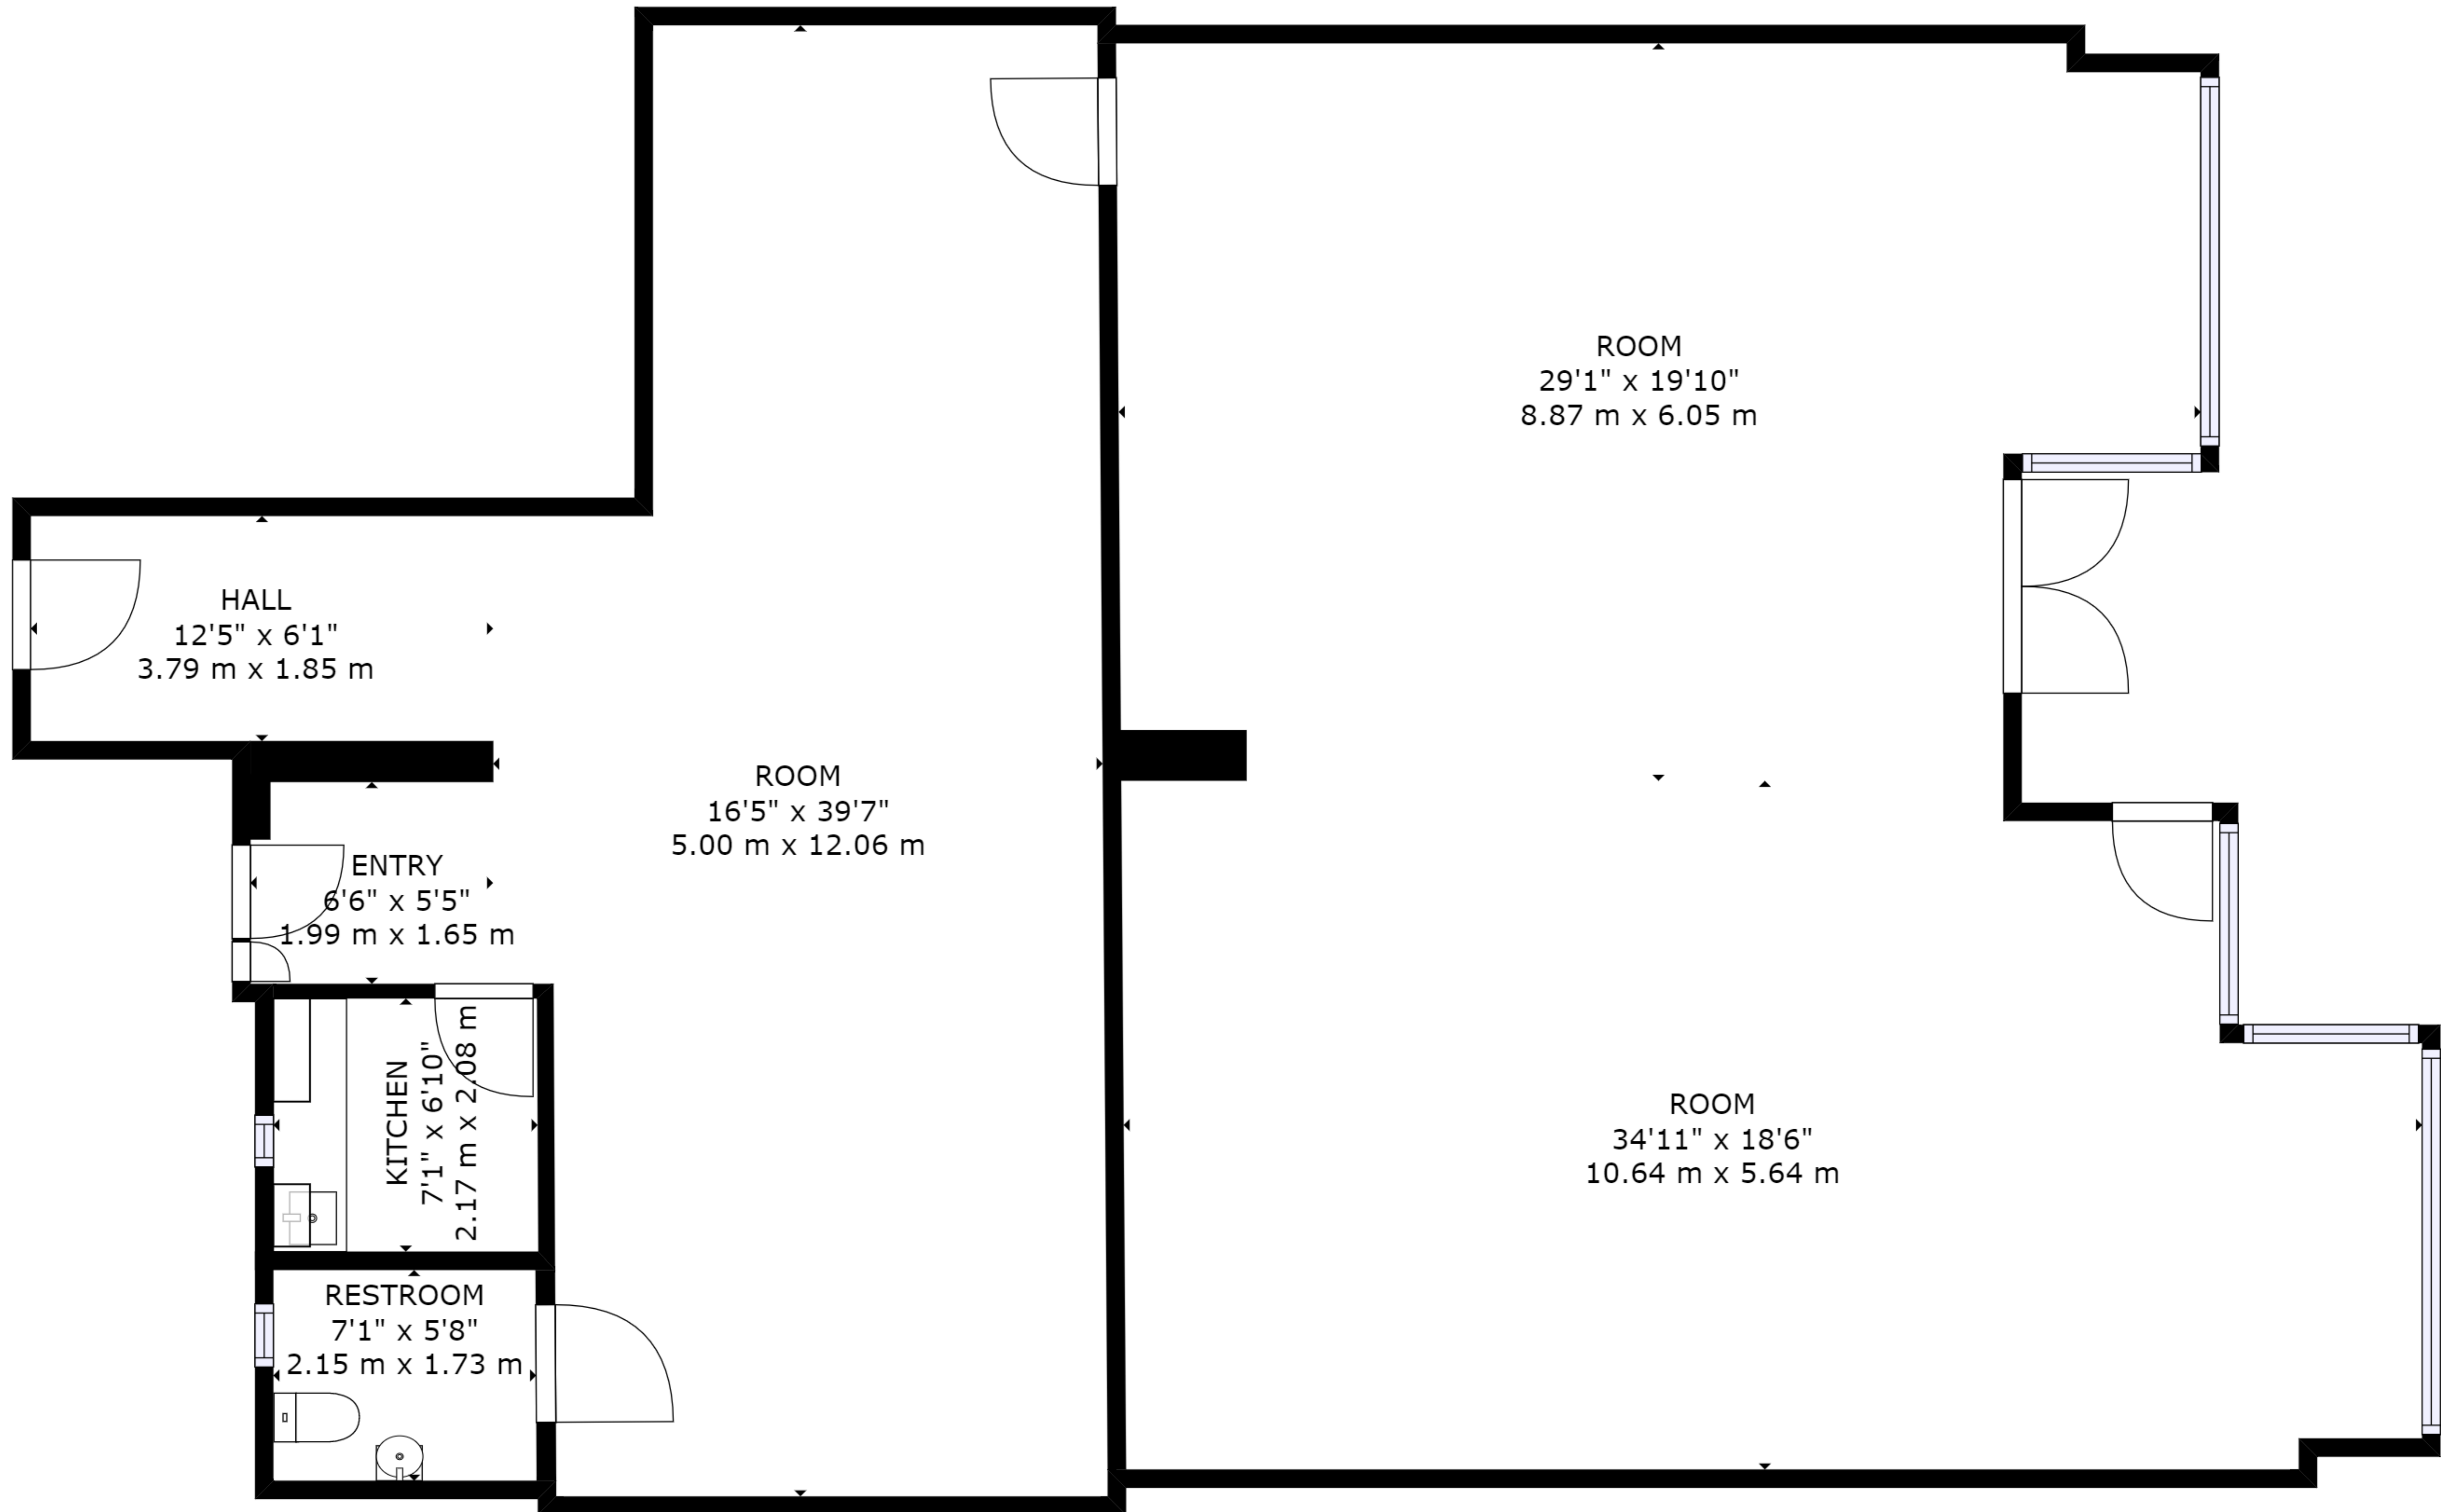 ROOM
29'1" x 19'10"
8.87 m x 6.05 m
HALL
12'5" x 6'1"
3.79 m x 1.85 m
ROOM
16'5" x 39'7"
5.00 m x 12.06 m
ENTRY
6'6" x 5'5"
1.99 m x 1.65 m
KITCHEN
7'1" x 6'10"
2.17 m x 2.08 m
ROOM
34'11" x 18'6"
10.64 m x 5.64 m
RESTROOM
7'1" x 5'8"
2.15 m x 1.73 m